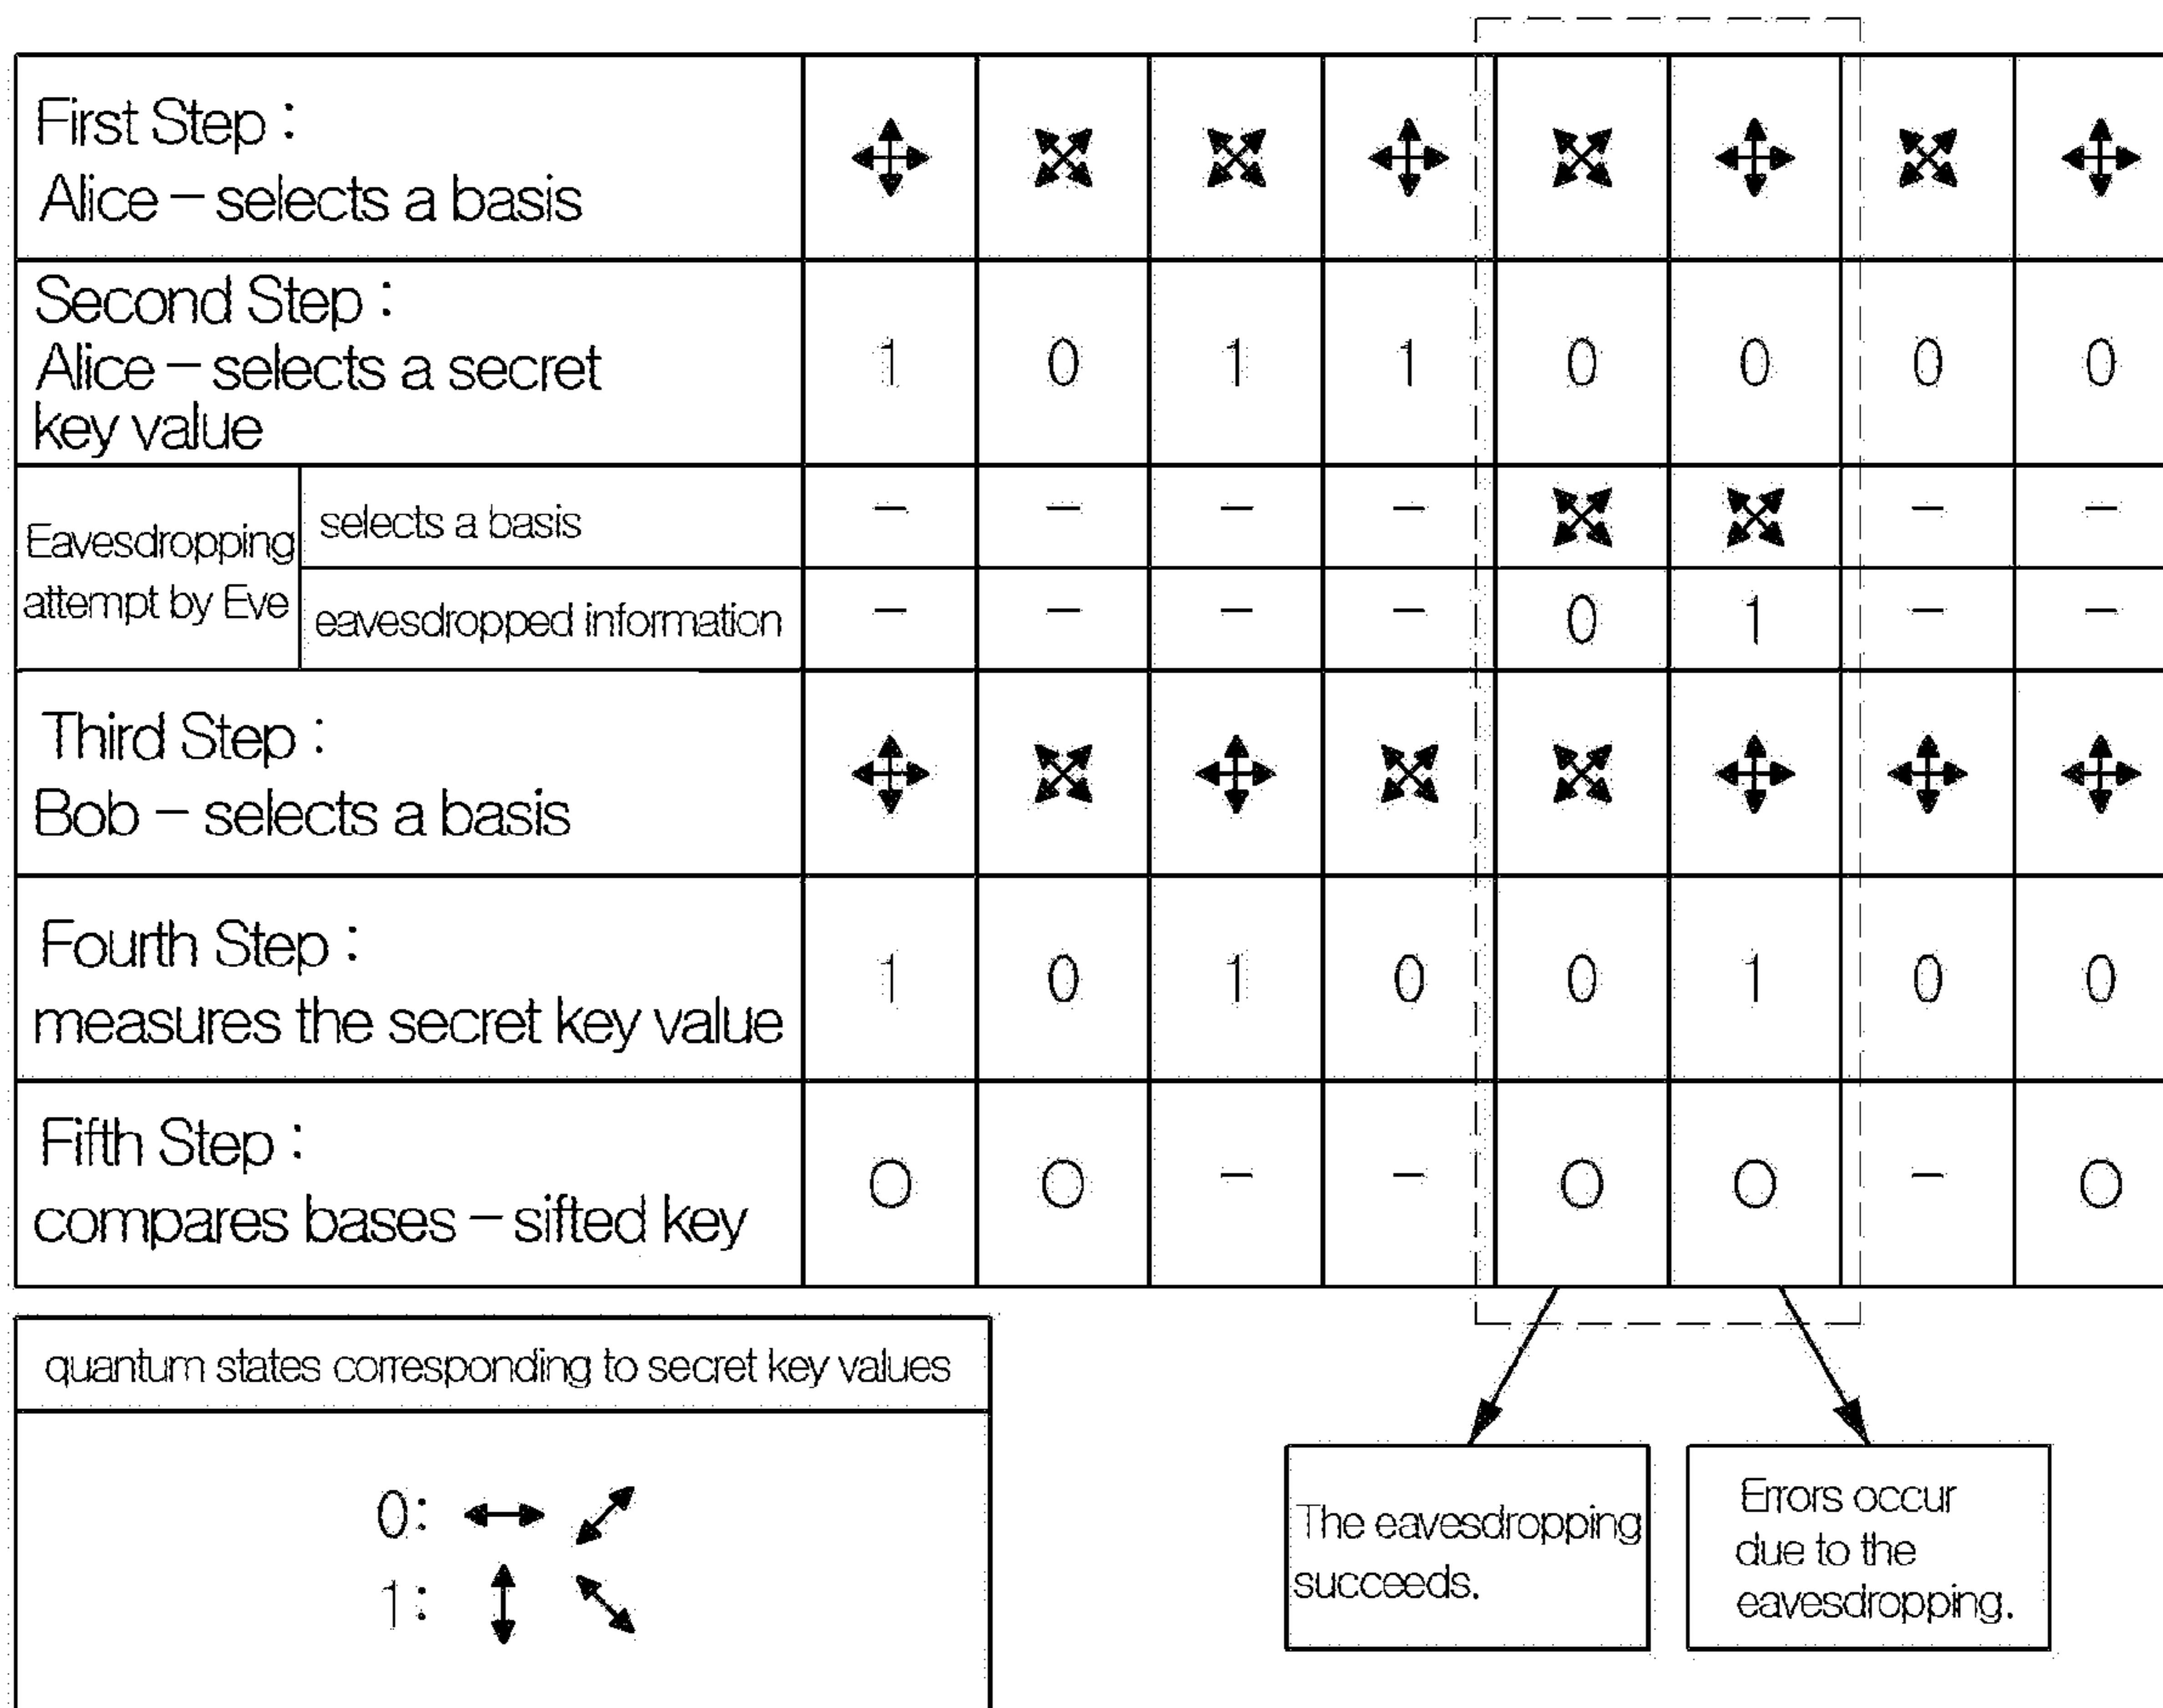 First Step :
Alice – selects a basis
Second Step :
Alice – selects a secret
key value
1 0 1 1 0 0 0 0
Eavesdropping
attempt by Eve
selects a basis
– – – – – –
eavesdropped information
– – – – 0 1 – –
Third Step :
Bob – selects a basis
Fourth Step :
measures the secret key value
1 0 1 0 0 1 0 0
Fifth Step :
compares bases – sifted key
O O – – O O – O
quantum states corresponding to secret key values
0:
1:
The eavesdropping
succeeds.
Errors occur
due to the
eavesdropping.